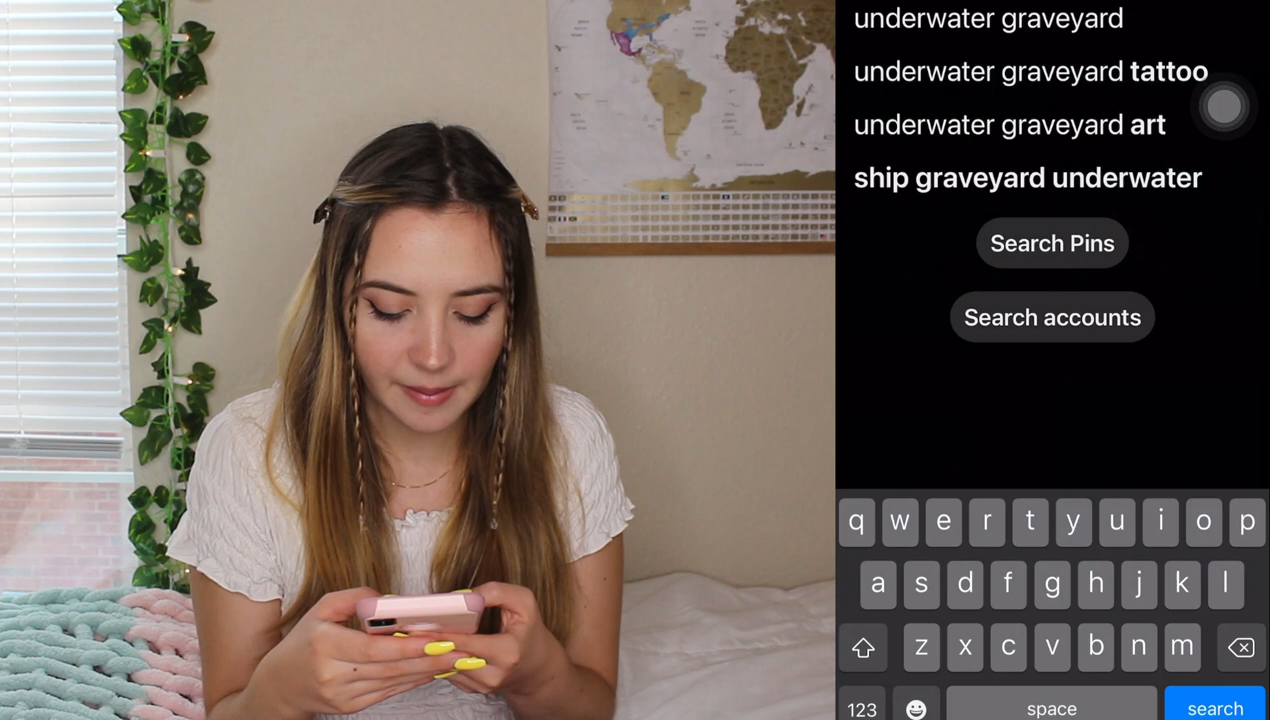 underwater graveyard
underwater graveyard tattoo
underwater graveyard art
ship graveyard underwater
Search Pins
Search accounts
q w e r t y u i o p
a s d f g h j k l
z x c v b n m
123 space search